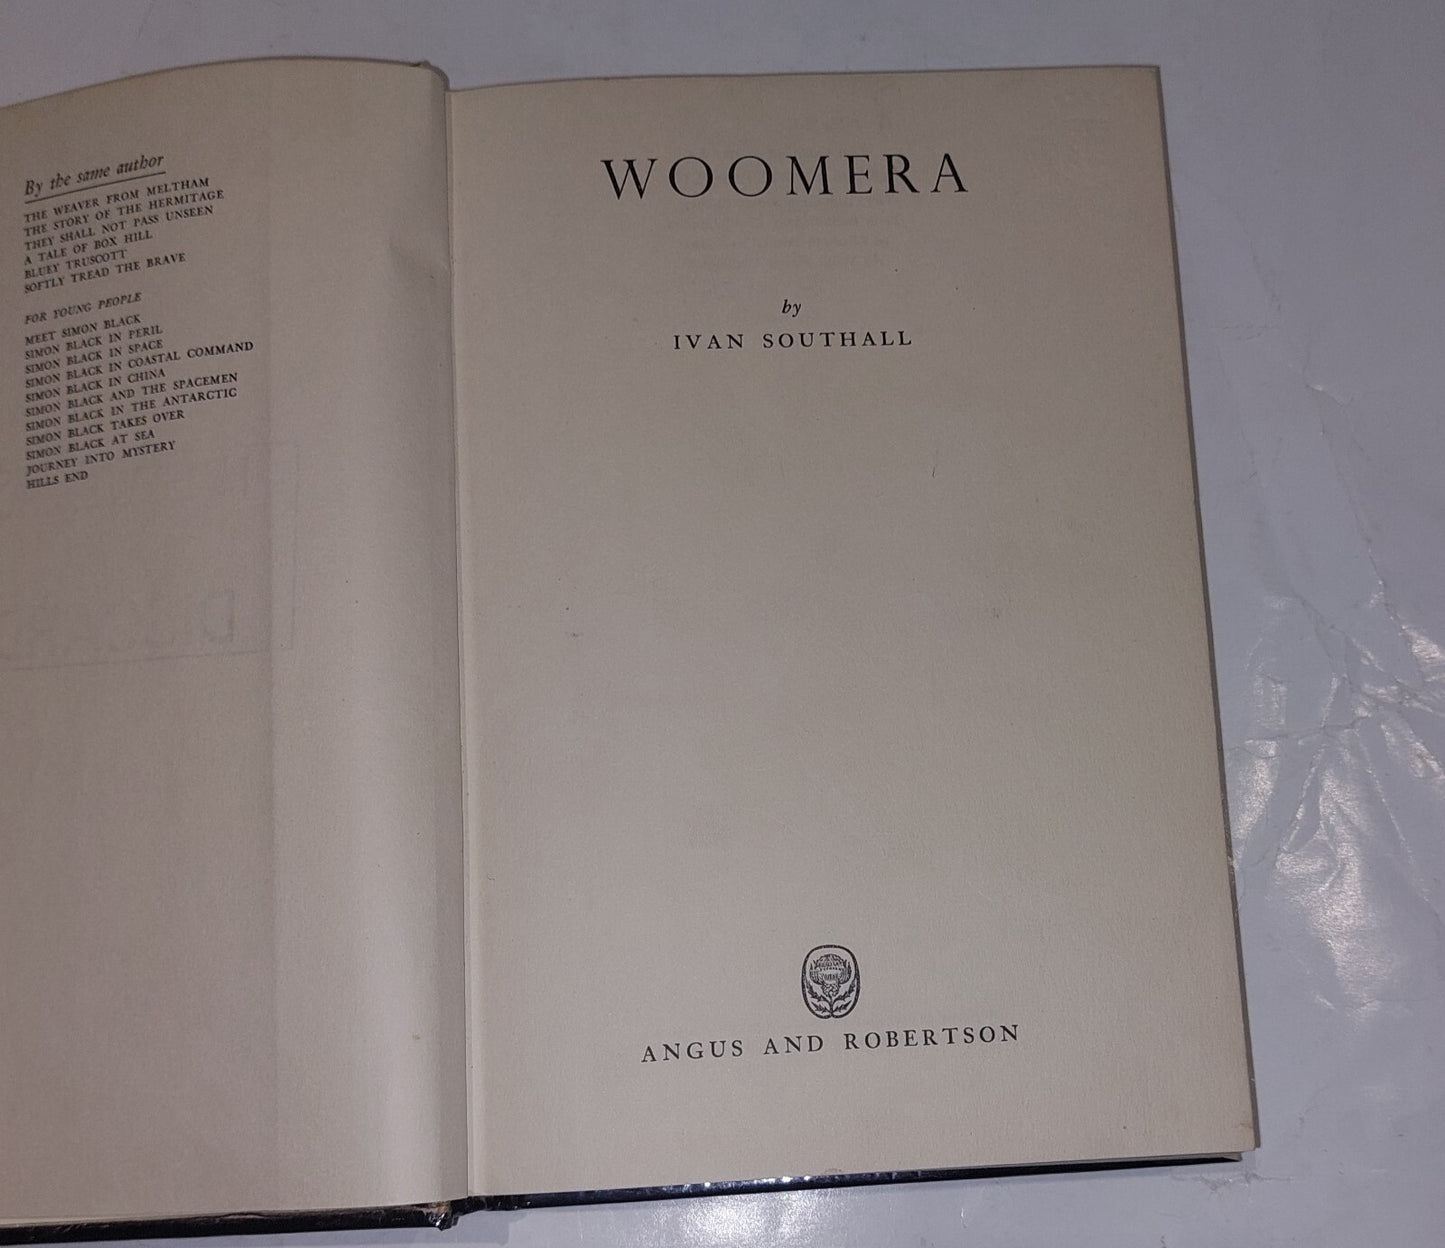 By the same author
THE WEAVER FROM MELTHAM
THE STORY OF THE HERMITAGE
THEY SHALL NOT PASS UNSEEN
A TALE OF BOX HILL
BLUEY TRUSCOTT
SOFTLY TREAD THE BRAVE
FOR YOUNG PEOPLE
MEET SIMON BLACK
SIMON BLACK IN PERIL
SIMON BLACK IN SPACE
SIMON BLACK IN COASTAL COMMAND
SIMON BLACK IN CHINA
SIMON BLACK AND THE SPACEMEN
SIMON BLACK IN THE ANTARCTIC
SIMON BLACK TAKES OVER
SIMON BLACK AT SEA
JOURNEY INTO MYSTERY
HILLS END
WOOMERA
by
IVAN SOUTHALL
ANGUS AND ROBERTSON